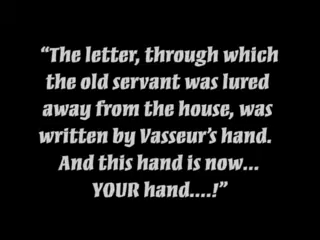 “The letter, through which
the old servant was lured
away from the house, was
written by Vasseur’s hand.
And this hand is now...
YOUR hand....!”